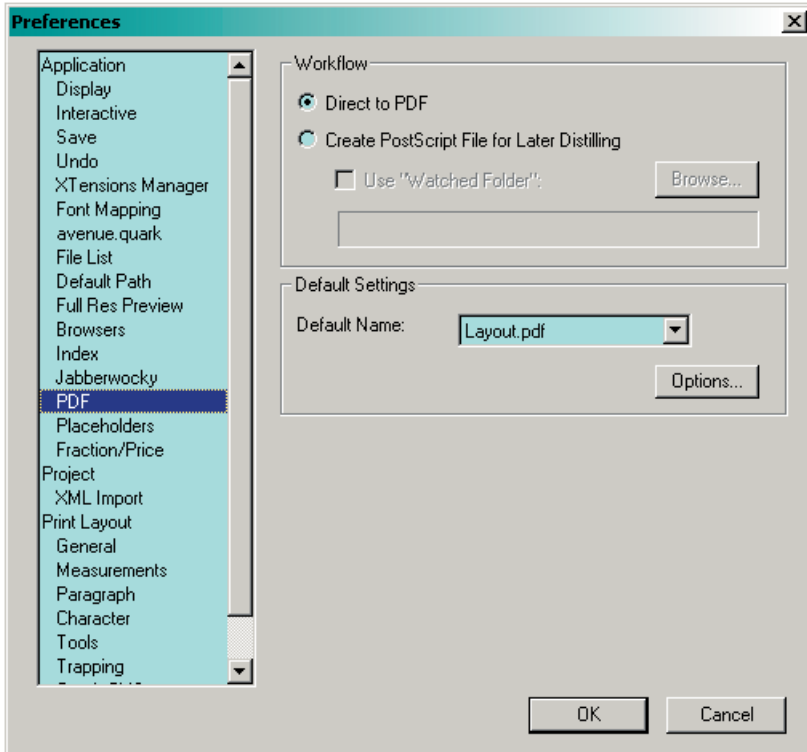 Preferences
Application
Display
Interactive
Save
Undo
XTensions Manager
Font Mapping
avenue.quark
File List
Default Path
Full Res Preview
Browsers
Index
Jabberwocky
PDF
Placeholders
Fraction/Price
Project
XML Import
Print Layout
General
Measurements
Paragraph
Character
Tools
Trapping
Workflow
Direct to PDF
Create PostScript File for Later Distilling
Use "Watched Folder":
Browse...
Default Settings
Default Name:
Layout.pdf
Options...
OK
Cancel